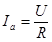 I_a = U/R